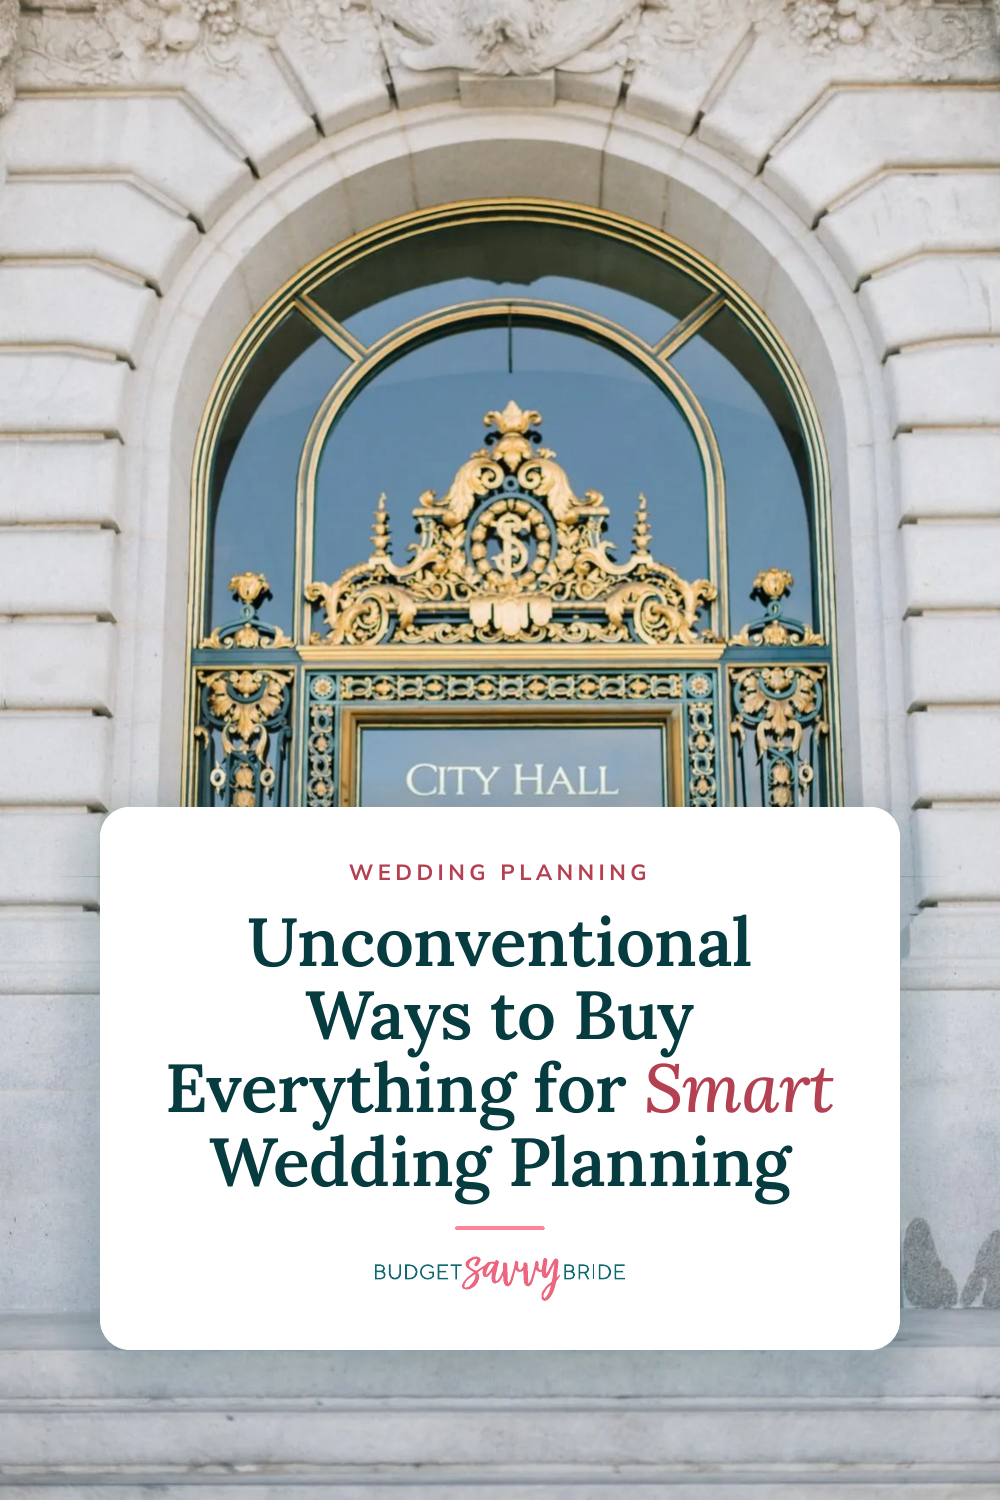 CITY HALL
WEDDING PLANNING
Unconventional
Ways to Buy
Everything for Smart
Wedding Planning
BUDGET savvy BRIDE